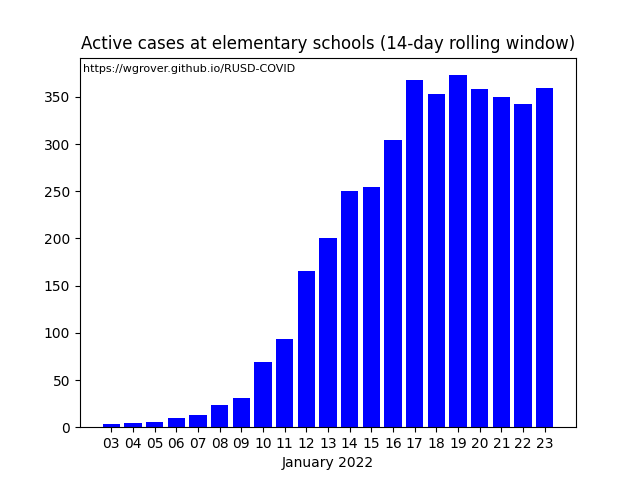 Active cases at elementary schools (14-day rolling window)
https://wgrover.github.io/RUSD-COVID
350
300
250
200
150
100
50
0
03 04 05 06 07 08 09 10 11 12 13 14 15 16 17 18 19 20 21 22 23
January 2022